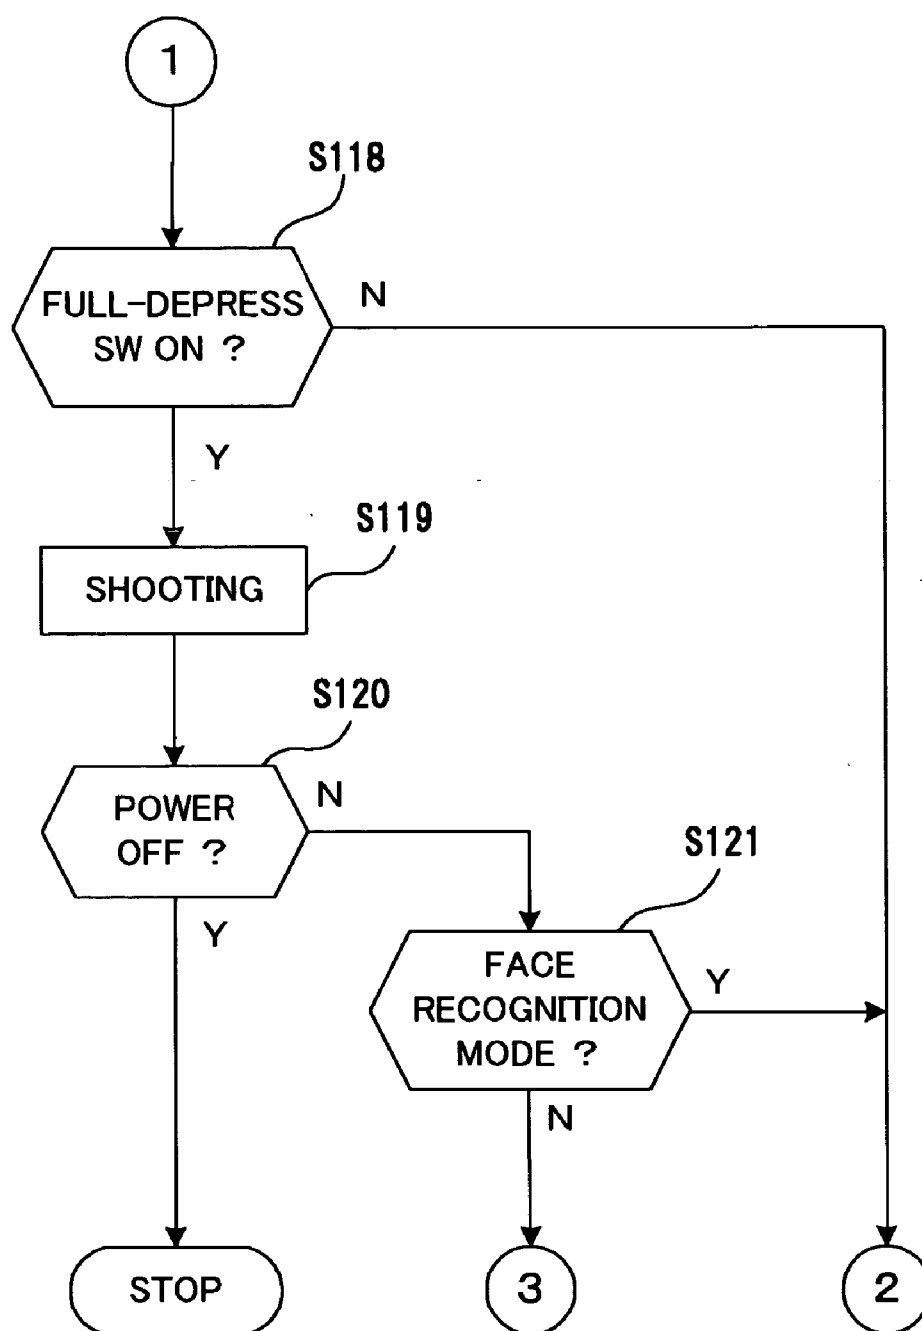 1
S118
FULL-DEPRESS
SW ON ?
N
Y
S119
SHOOTING
S120
POWER
OFF ?
N
Y
S121
FACE
RECOGNITION
MODE ?
Y
N
STOP
3
2